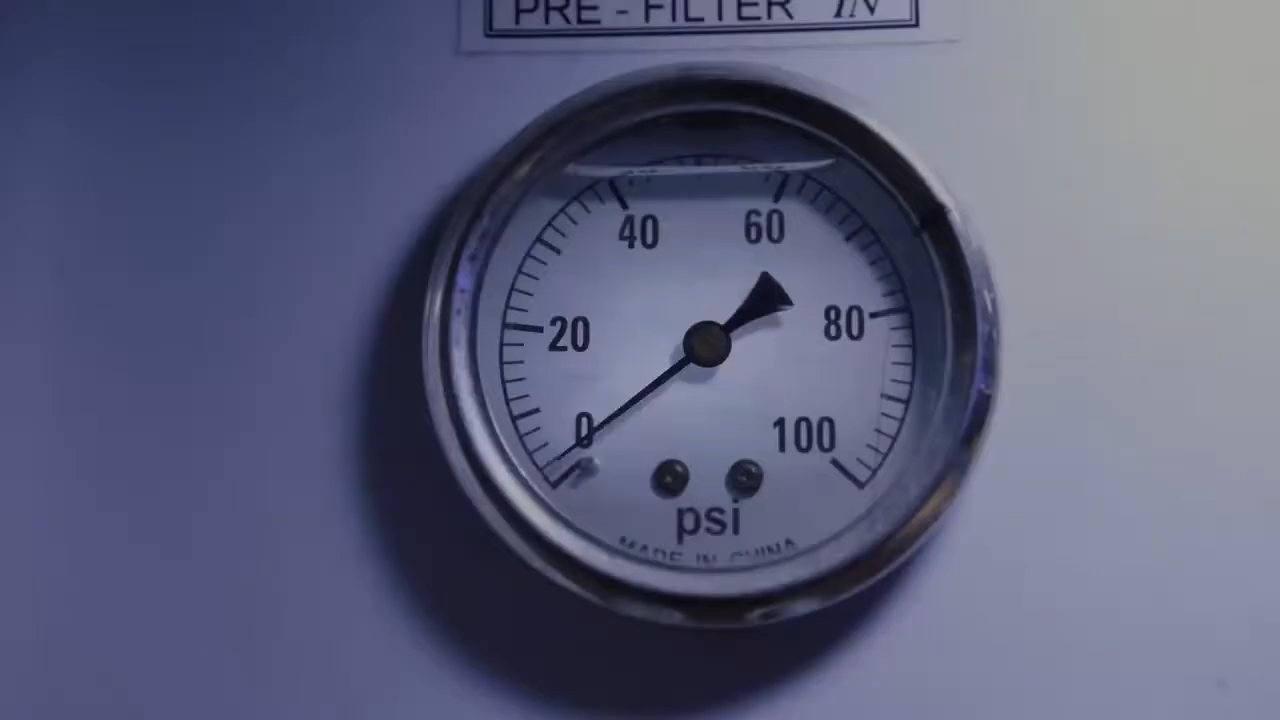 PRE - FILTER IN
40 60
20 80
0 100
psi
MADE IN CHINA